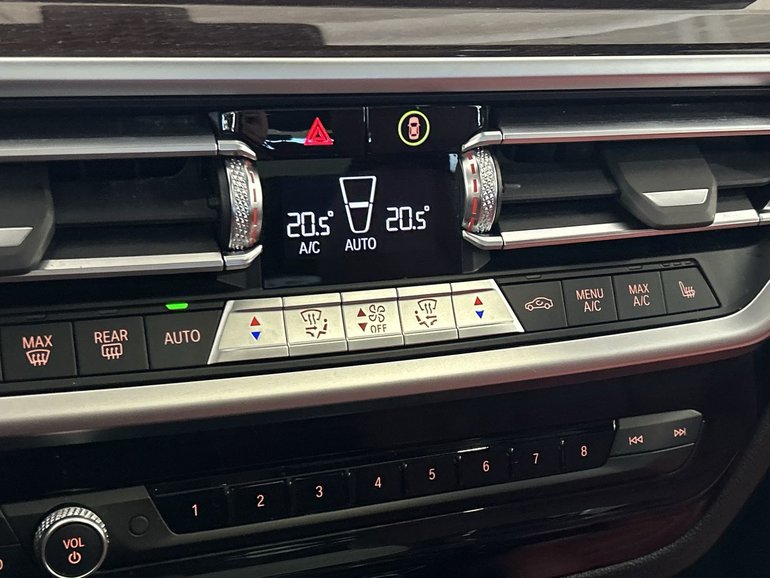 20.5°
A/C
AUTO
20.5°
MAX
REAR
AUTO
OFF
MENU
A/C
MAX
A/C
1 2 3 4 5 6 7 8
VOL